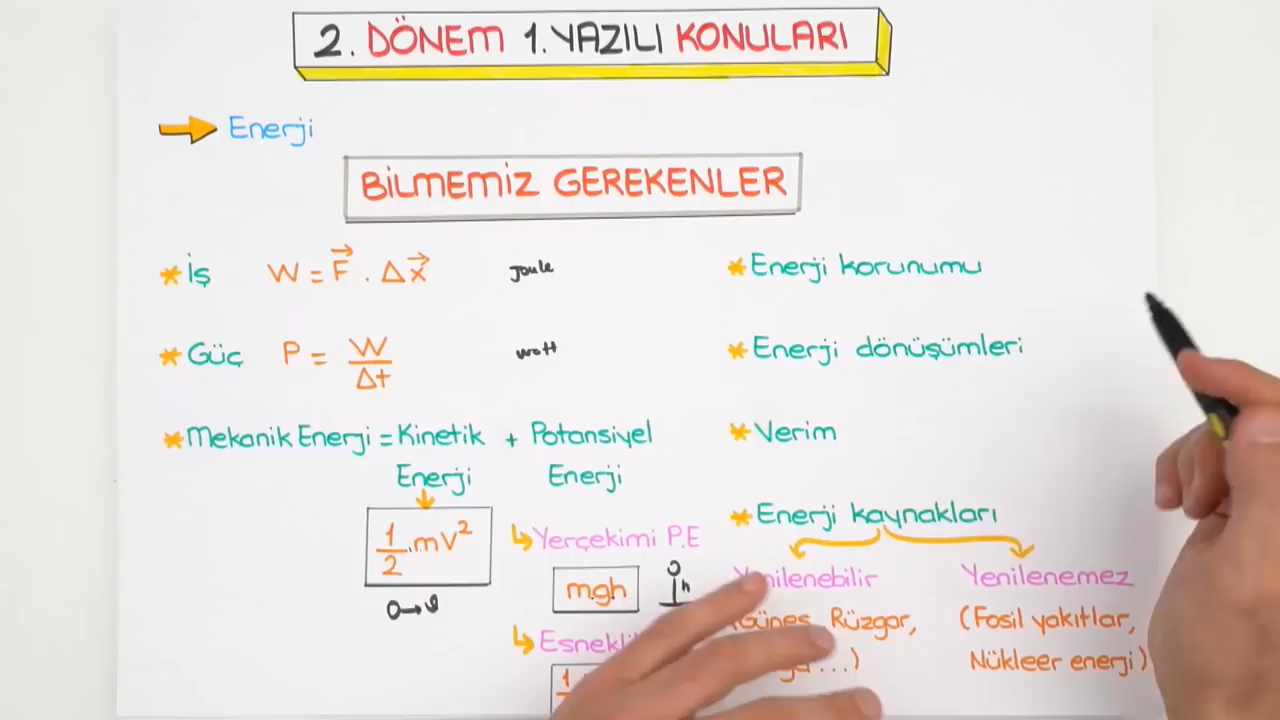 2. DÖNEM 1. YAZILI KONULARI
Enerji
BİLMEMİZ GEREKENLER
* İş W = F . Δx Joule
* Güç P = W/Δt watt
* Mekanik Enerji = Kinetik Enerji + Potansiyel Enerji
1/2 .mV²
O→V
Yerçekimi P.E
mgh
h
* Enerji korunumu
* Enerji dönüşümleri
* Verim
* Enerji kaynakları
Yenilenebilir
Rüzgar,
...)
Yenilenemez
(Fosil yakıtlar,
Nükleer enerji)